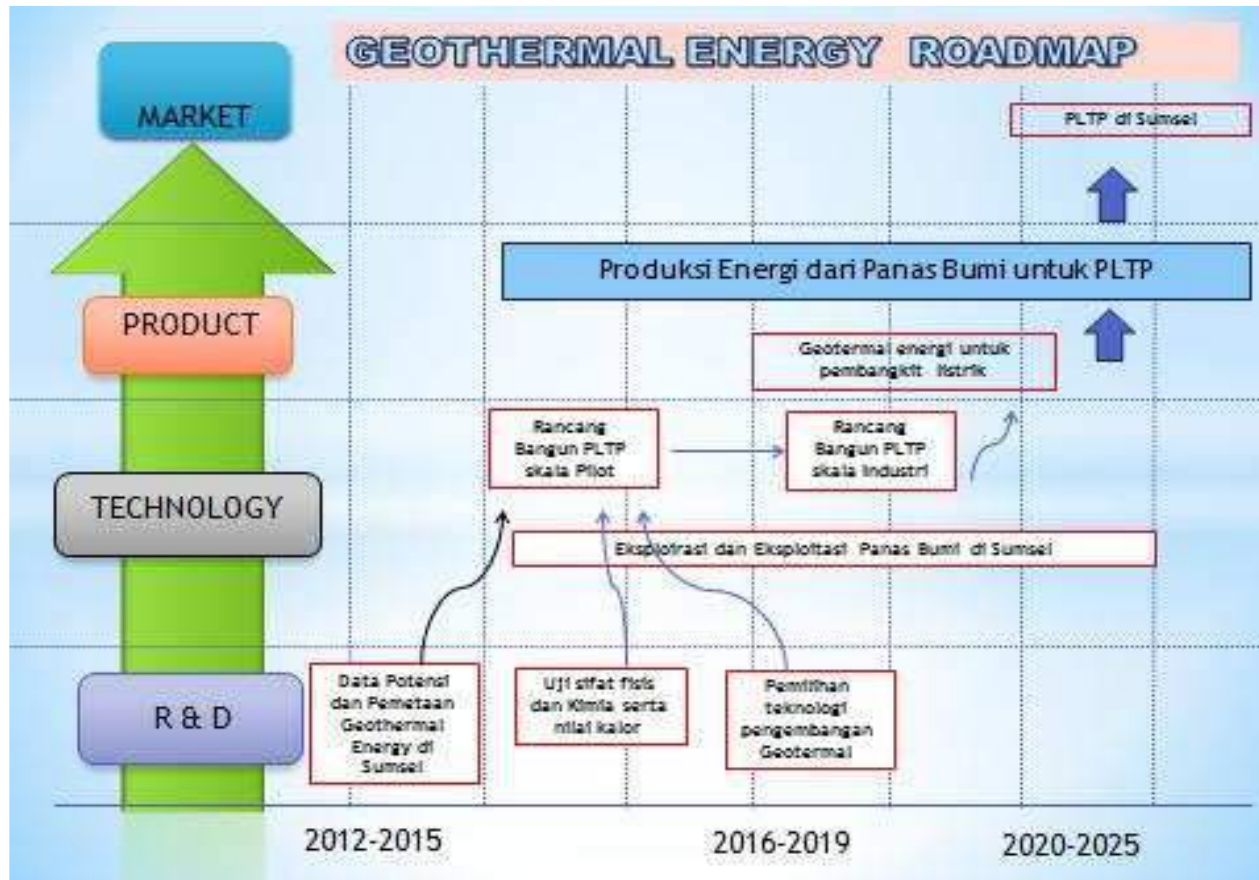 GEOTHERMAL ENERGY ROADMAP
MARKET
PLTP di Sumsel
Produksi Energi dari Panas Bumi untuk PLTP
PRODUCT
Geotermal energi untuk
pembangkit listrik
Rancang
Bangun PLTP
skala Pilot
Rancang
Bangun PLTP
skala Industri
TECHNOLOGY
Eksplolrasi dan Eksploitasi Panas Bumi di Sumsel
R & D
Data Potensi
dan Pemetaan
Geothermal
Energy di
Sumsel
Uji sifat fisis
dan Kimia serta
nilai kalor
Pemilihan
teknologi
pengembangan
Geotermal
2012-2015
2016-2019
2020-2025